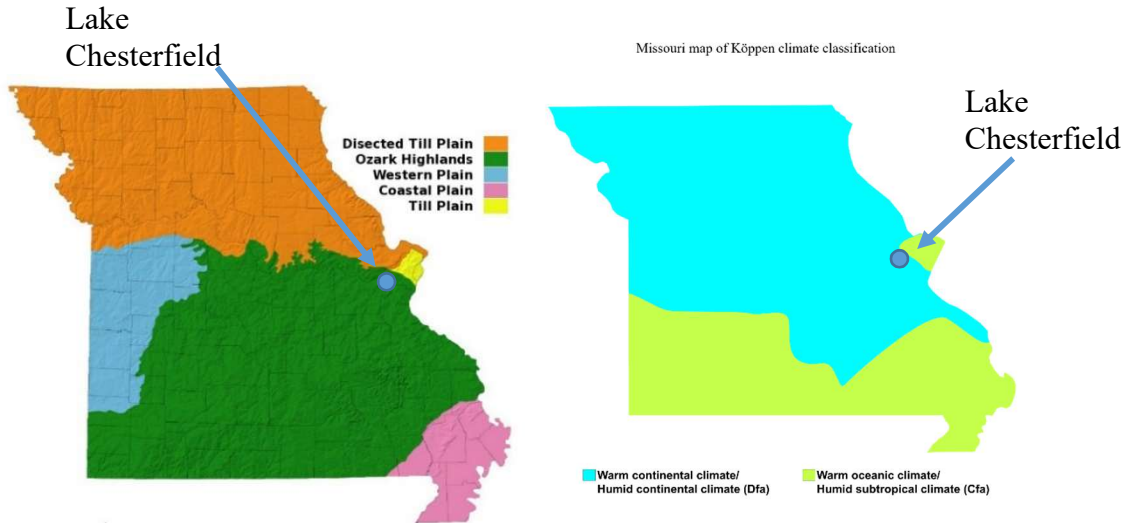 Lake
Chesterfield
Disected Till Plain
Ozark Highlands
Western Plain
Coastal Plain
Till Plain
Missouri map of Köppen climate classification
Lake
Chesterfield
Warm continental climate/
Humid continental climate (Dfa)
Warm oceanic climate/
Humid subtropical climate (Cfa)